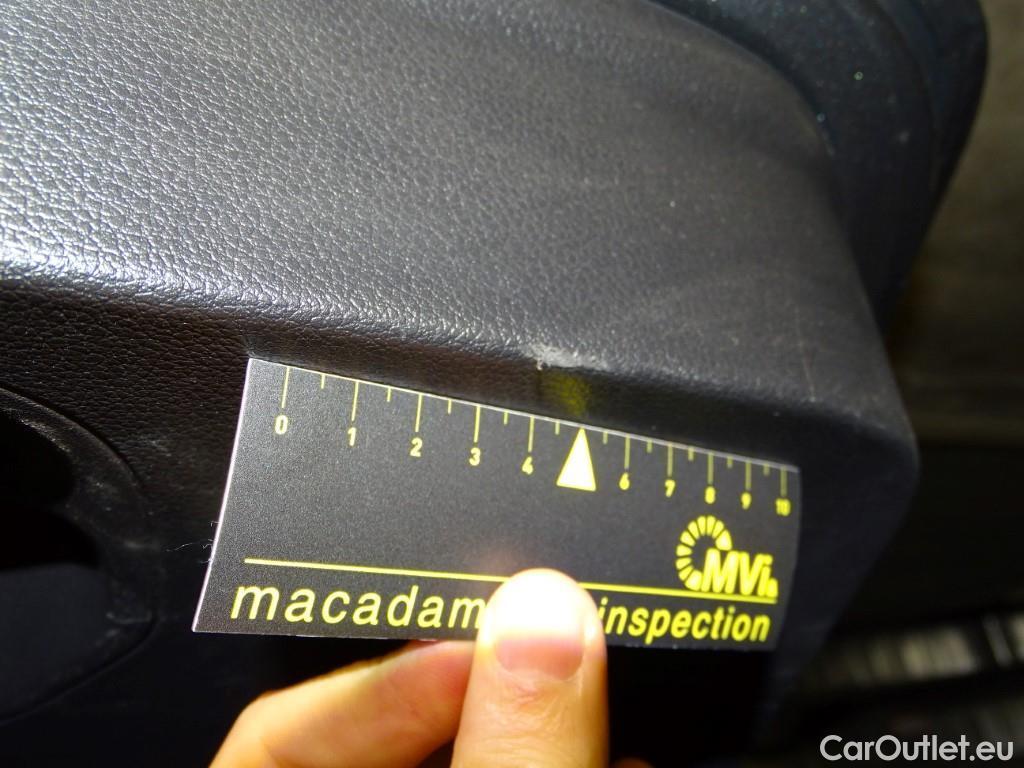 0 1 2 3 4 6 7 8 9 10
MVi
macadam inspection
CarOutlet.eu